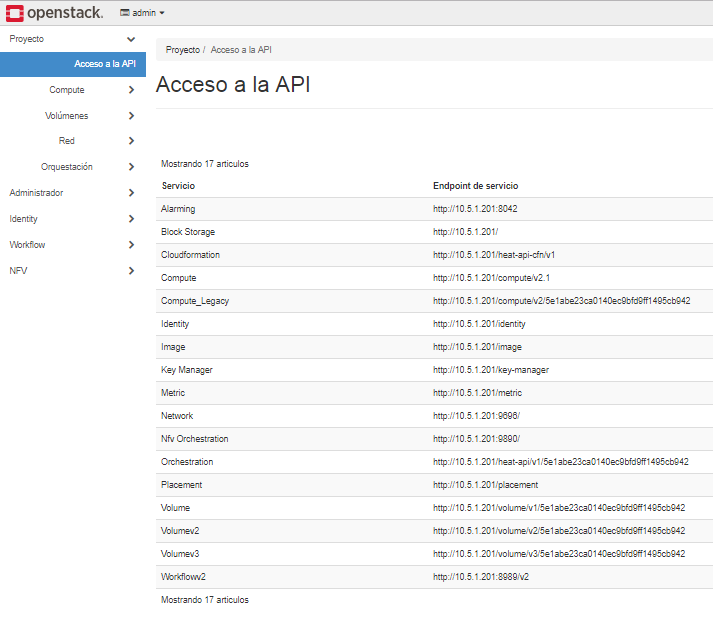 openstack. admin
Proyecto
Acceso a la API
Compute
Volúmenes
Red
Orquestación
Administrador
Identity
Workflow
NFV
Proyecto / Acceso a la API
Acceso a la API
Mostrando 17 articulos
Servicio Endpoint de servicio
Alarming http://10.5.1.201:8042
Block Storage http://10.5.1.201/
Cloudformation http://10.5.1.201/heat-api-cfn/v1
Compute http://10.5.1.201/compute/v2.1
Compute_Legacy http://10.5.1.201/compute/v2/5e1abe23ca0140ec9bfd9ff1495cb942
Identity http://10.5.1.201/identity
Image http://10.5.1.201/image
Key Manager http://10.5.1.201/key-manager
Metric http://10.5.1.201/metric
Network http://10.5.1.201:9696/
Nfv Orchestration http://10.5.1.201:9890/
Orchestration http://10.5.1.201/heat-api/v1/5e1abe23ca0140ec9bfd9ff1495cb942
Placement http://10.5.1.201/placement
Volume http://10.5.1.201/volume/v1/5e1abe23ca0140ec9bfd9ff1495cb942
Volumev2 http://10.5.1.201/volume/v2/5e1abe23ca0140ec9bfd9ff1495cb942
Volumev3 http://10.5.1.201/volume/v3/5e1abe23ca0140ec9bfd9ff1495cb942
Workflowv2 http://10.5.1.201:8989/v2
Mostrando 17 articulos